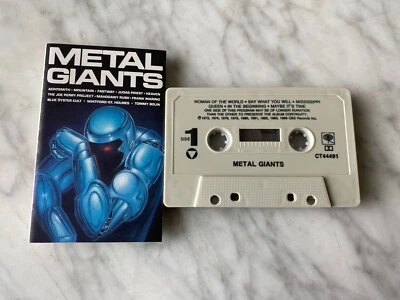 METAL
GIANTS
AEROSMITH • MOUNTAIN • FASTWAY • JUDAS PRIEST • HEAVEN
THE JOE PERRY PROJECT • MAHOGANY RUSH • FRANK MARINO
BLUE ÖYSTER CULT • WHITFORD/ST. HOLMES • TOMMY BOLIN
WOMAN OF THE WORLD • SAY WHAT YOU WILL • MISSISSIPPI
QUEEN • IN THE BEGINNING • MAYBE IT'S TIME
ONE SIDE OF THIS PROGRAM MAY BE OF LONGER DURATION
THAN THE OTHER TO PRESERVE THE ALBUM CONTINUITY.
CBS Records Inc.
SIDE 1
METAL GIANTS
CT44491